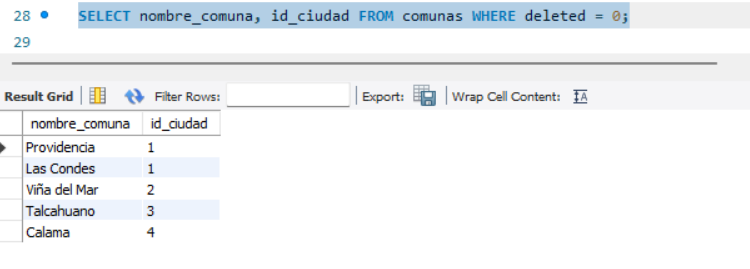 28 SELECT nombre_comuna, id_ciudad FROM comunas WHERE deleted = 0;
29
Result Grid Filter Rows: Export: Wrap Cell Content: IA
nombre_comuna id_ciudad
Providencia 1
Las Condes 1
Viña del Mar 2
Talcahuano 3
Calama 4